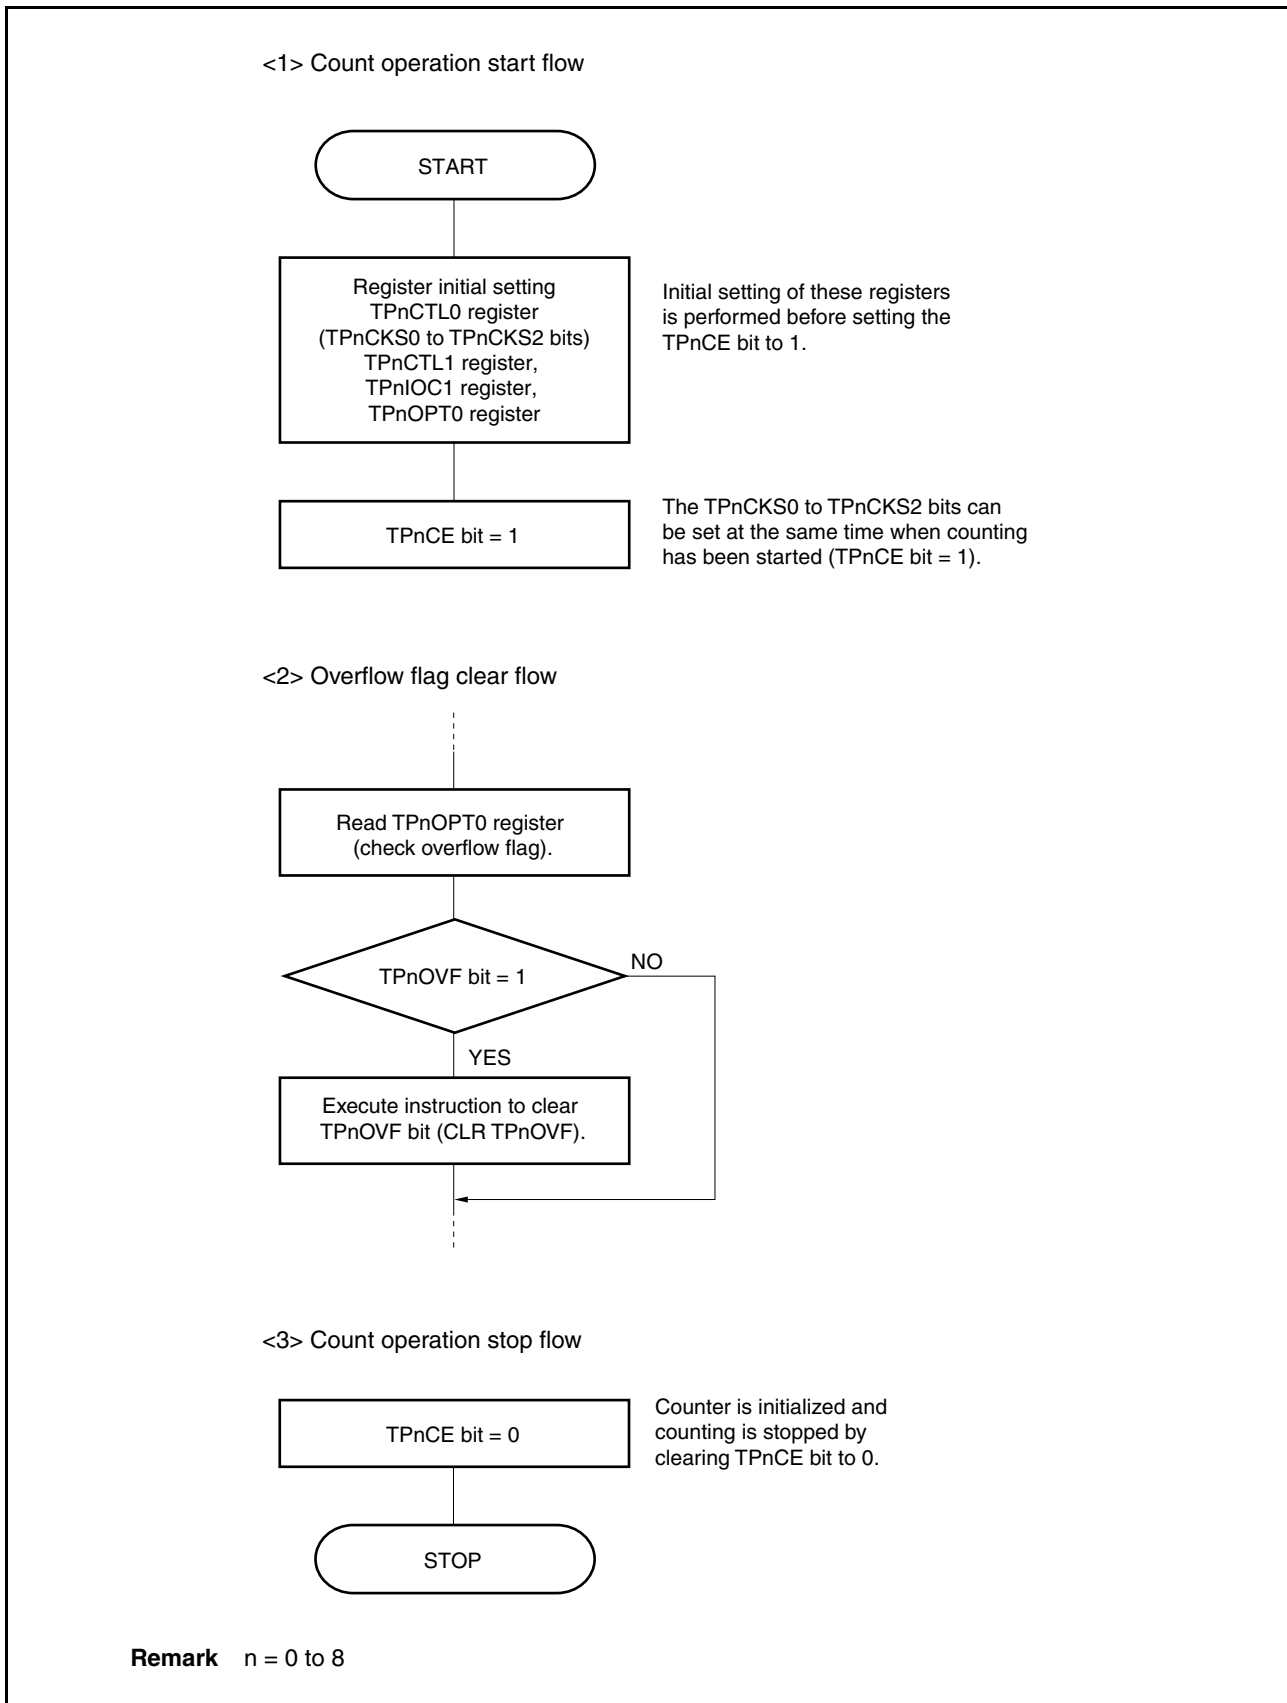 <1> Count operation start flow
START
Register initial setting
TPnCTL0 register
(TPnCKS0 to TPnCKS2 bits)
TPnCTL1 register,
TPnIOC1 register,
TPnOPT0 register
Initial setting of these registers
is performed before setting the
TPnCE bit to 1.
TPnCE bit = 1
The TPnCKS0 to TPnCKS2 bits can
be set at the same time when counting
has been started (TPnCE bit = 1).
<2> Overflow flag clear flow
Read TPnOPT0 register
(check overflow flag).
TPnOVF bit = 1
NO
YES
Execute instruction to clear
TPnOVF bit (CLR TPnOVF).
<3> Count operation stop flow
TPnCE bit = 0
Counter is initialized and
counting is stopped by
clearing TPnCE bit to 0.
STOP
Remark n = 0 to 8